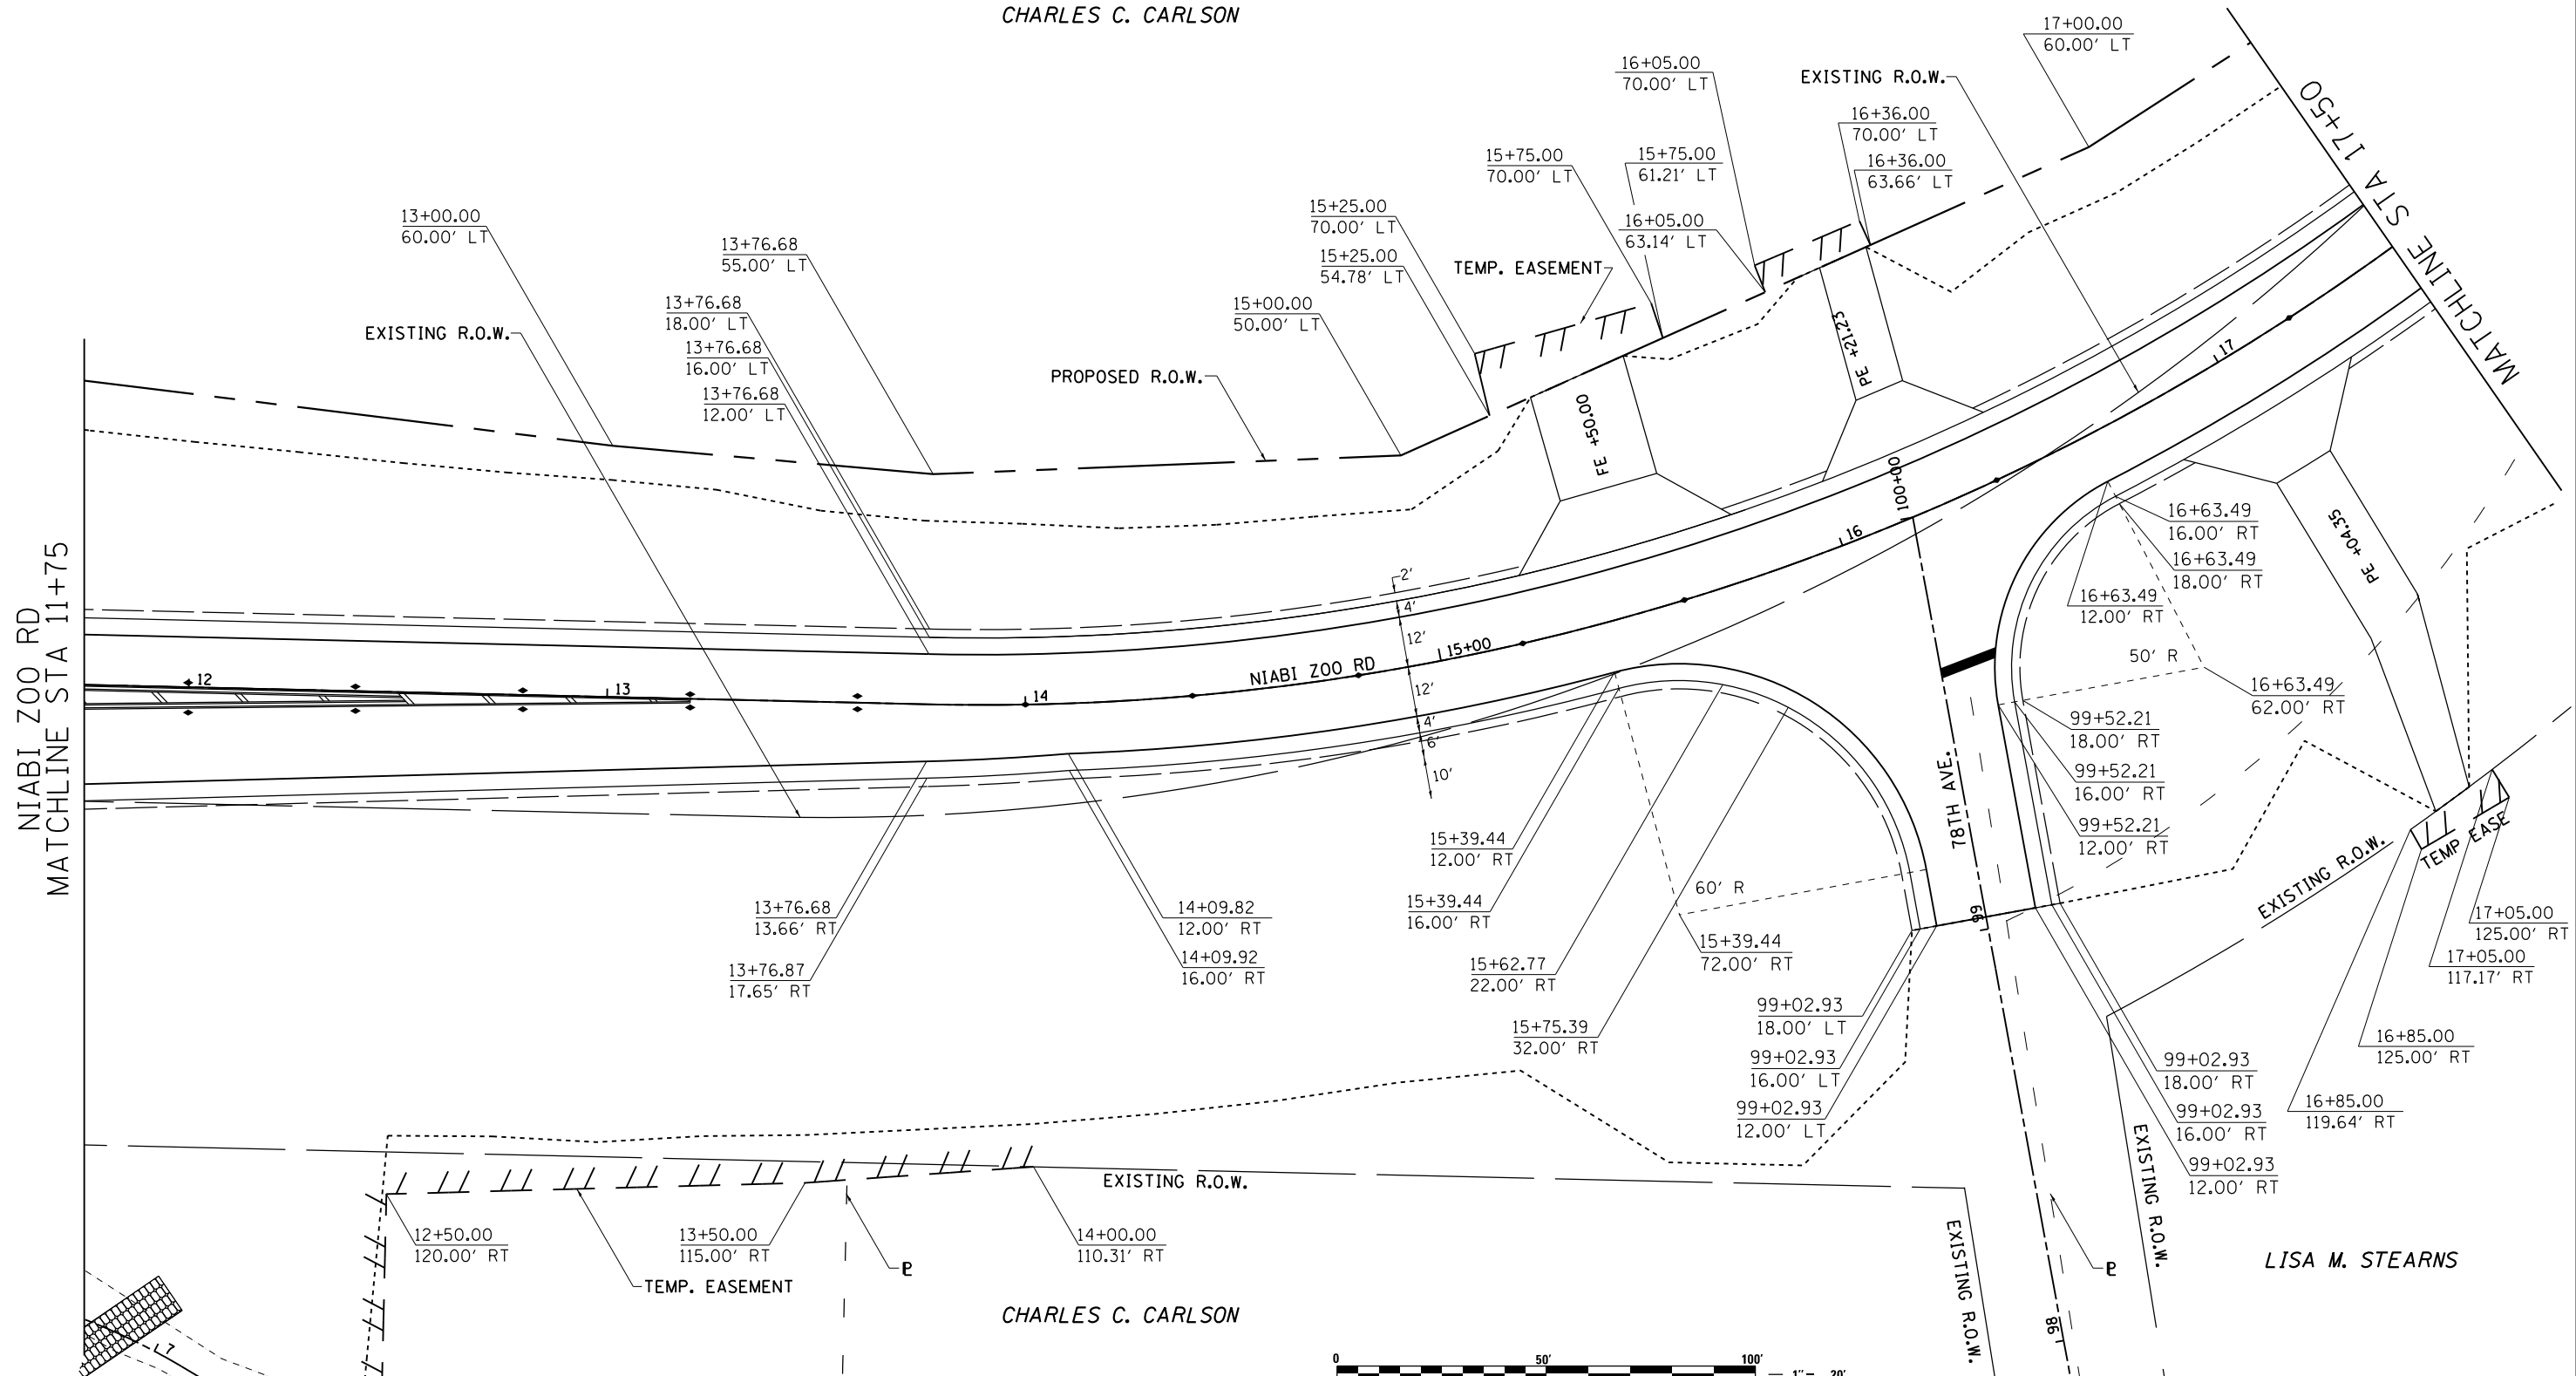 CHARLES C. CARLSON
17+00.00
60.00' LT
16+05.00
70.00' LT
EXISTING R.O.W.
16+36.00
70.00' LT
16+36.00
63.66' LT
15+75.00
70.00' LT
15+75.00
61.21' LT
16+05.00
63.14' LT
MATCHLINE STA 17+50
13+00.00
60.00' LT
13+76.68
55.00' LT
15+25.00
70.00' LT
15+25.00
54.78' LT
TEMP. EASEMENT
13+76.68
18.00' LT
13+76.68
16.00' LT
13+76.68
12.00' LT
15+00.00
50.00' LT
EXISTING R.O.W.
PROPOSED R.O.W.
FE +50.00
PE +21.23
17
100+00
16
2'
4'
12'
12'
4'
6'
10'
15+00
NIABI ZOO RD
NIABI ZOO RD
MATCHLINE STA 11+75
12
13
14
16+63.49
16.00' RT
16+63.49
18.00' RT
16+63.49
12.00' RT
PE +04.35
50' R
16+63.49
62.00' RT
99+52.21
18.00' RT
99+52.21
16.00' RT
99+52.21
12.00' RT
78TH AVE.
TEMP EASE
EXISTING R.O.W.
15+39.44
12.00' RT
15+39.44
16.00' RT
60' R
15+39.44
72.00' RT
15+62.77
22.00' RT
15+75.39
32.00' RT
13+76.68
13.66' RT
13+76.87
17.65' RT
14+09.82
12.00' RT
14+09.92
16.00' RT
99
99+02.93
18.00' LT
99+02.93
16.00' LT
99+02.93
12.00' LT
17+05.00
125.00' RT
17+05.00
117.17' RT
16+85.00
125.00' RT
16+85.00
119.64' RT
99+02.93
18.00' RT
99+02.93
16.00' RT
99+02.93
12.00' RT
EXISTING R.O.W.
EXISTING R.O.W.
EXISTING R.O.W.
12+50.00
120.00' RT
13+50.00
115.00' RT
14+00.00
110.31' RT
TEMP. EASEMENT
LISA M. STEARNS
CHARLES C. CARLSON
98
7
0 50' 100'